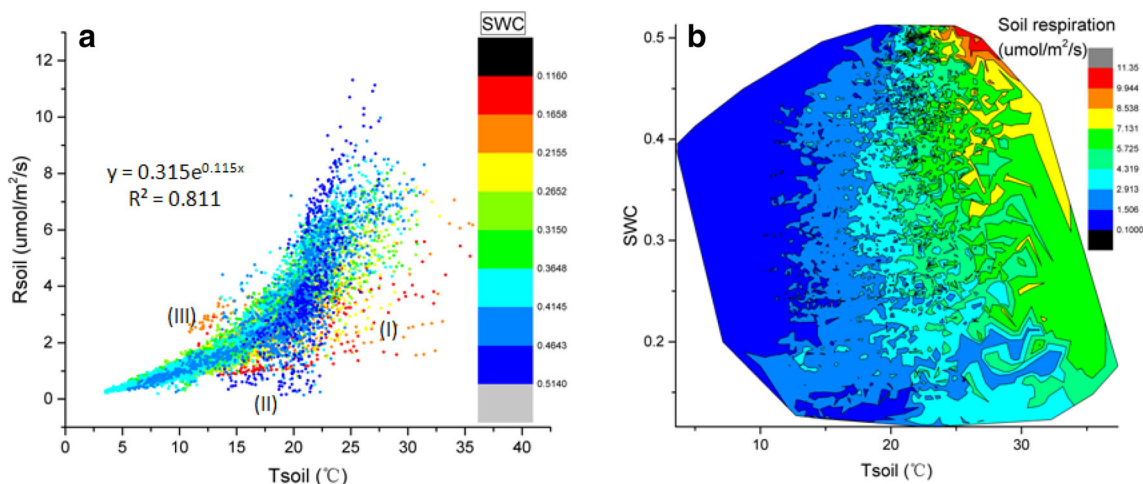 a
SWC
12
10
8
6
4
2
0
Rsoil (umol/m²/s)
y = 0.315e^0.115x
R² = 0.811
(III)
(I)
(II)
0 5 10 15 20 25 30 35 40
Tsoil (℃)
0.1160
0.1658
0.2155
0.2652
0.3150
0.3648
0.4145
0.4643
0.5140
b
Soil respiration
(umol/m²/s)
11.35
9.944
8.538
7.131
5.725
4.319
2.913
1.506
0.1000
0.5
0.4
0.3
0.2
SWC
10 20 30
Tsoil (℃)